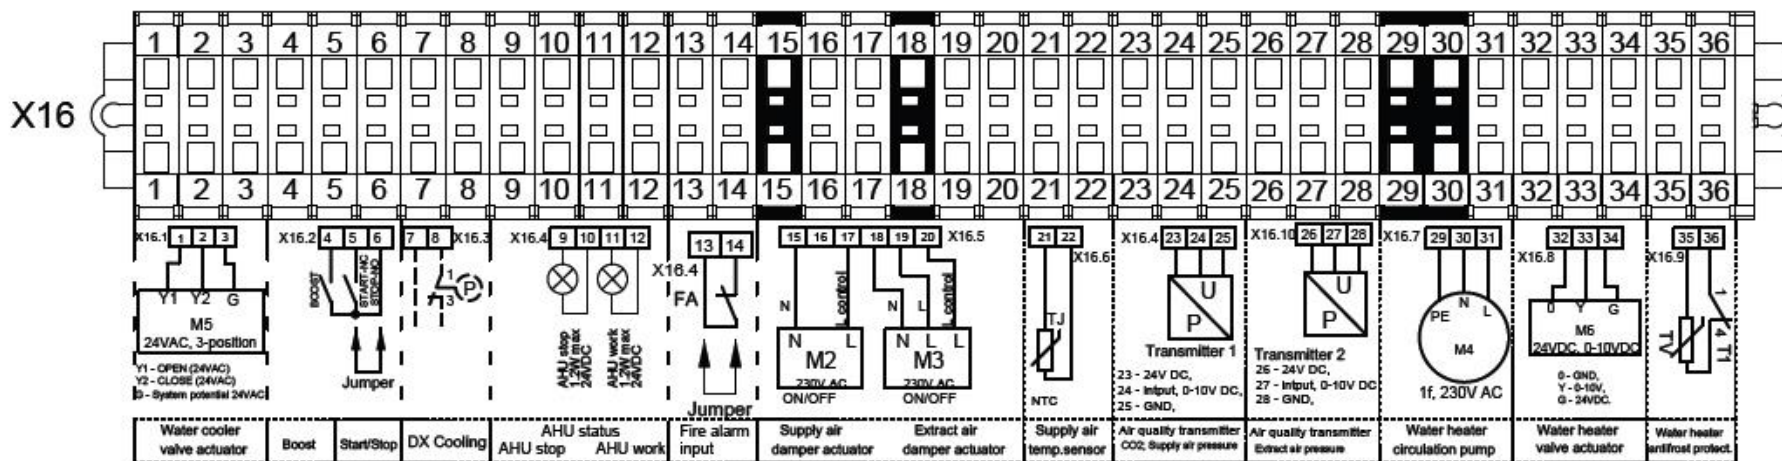 1 2 3 4 5 6 7 8 9 10 11 12 13 14 15 16 17 18 19 20 21 22 23 24 25 26 27 28 29 30 31 32 33 34 35 36
X16
1 2 3 4 5 6 7 8 9 10 11 12 13 14 15 16 17 18 19 20 21 22 23 24 25 26 27 28 29 30 31 32 33 34 35 36
X16.1 1 2 3
Y1 Y2 G
M5
24VAC, 3-position
Y1 - OPEN (24VAC)
Y2 - CLOSE (24VAC)
G - System potential 24VAC
Water cooler
valve actuator
X16.2 4 5 6
BOOST
START-NC
STOP-NO
Jumper
Boost
Start/Stop
7 8 X16.3
1
P
3
DX Cooling
X16.4 9 10 11 12
AHU stop
1.2W max
24VDC
AHU work
1.2W max
24VDC
AHU status
AHU stop AHU work
13 14
X16.4
FA
Jumper
Fire alarm
input
15 16 17 18 19 20 X16.5
N L control N L L control
N L
M2
230V AC
ON/OFF
N L L
M3
230V AC
ON/OFF
Supply air
damper actuator
Extract air
damper actuator
21 22
X16.6
TJ
NTC
Supply air
temp.sensor
X16.4 23 24 25
U
P
Transmitter 1
23 - 24V DC,
24 - intput, 0-10V DC,
25 - GND,
Air quality transmitter
CO2, Supply air pressure
X16.10 26 27 28
U
P
Transmitter 2
26 - 24V DC,
27 - intput, 0-10V DC
28 - GND,
Air quality transmitter
Extract air pressure
X16.7 29 30 31
PE N L
M4
1f, 230V AC
Water heater
circulation pump
32 33 34
X16.8
0 Y G
M6
24VDC, 0-10VDC
0 - GND,
Y - 0-10V,
G - 24VDC.
Water heater
valve actuator
35 36
X16.9
1
TV
4 T1
Water heater
antifrost protect.